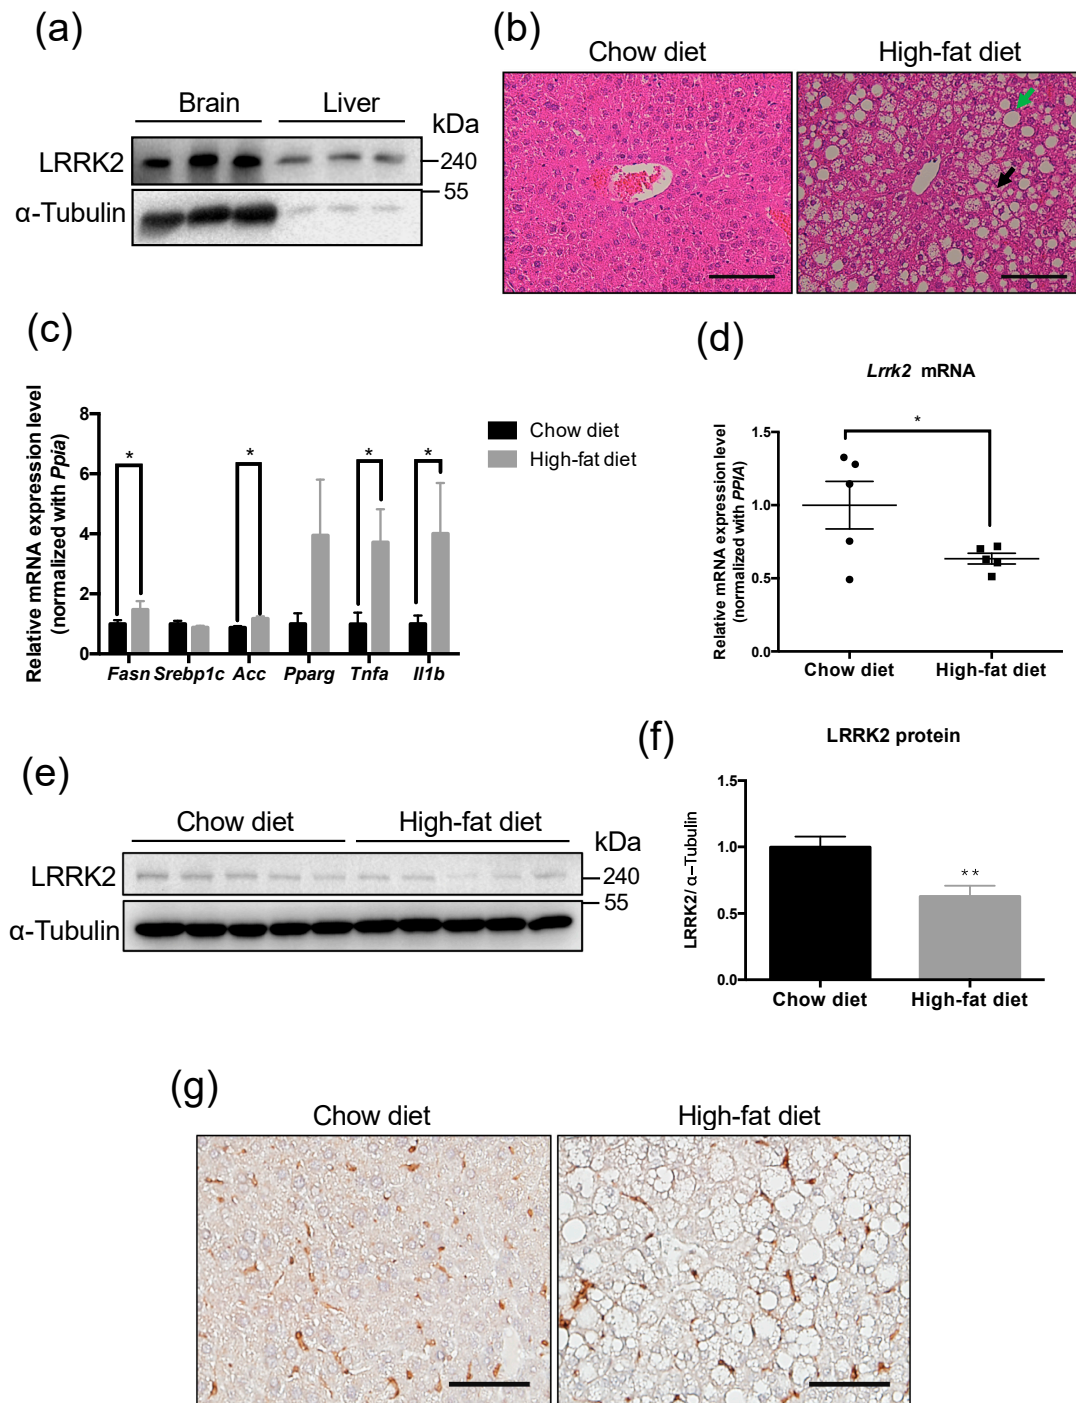 (a)
Brain Liver
kDa
LRRK2
240
55
α-Tubulin
(b)
Chow diet High-fat diet
(c)
Relative mRNA expression level
(normalized with Ppia)
8
6
4
2
0
Fasn Srebp1c Acc Pparg Tnfa Il1b
* * * *
Chow diet
High-fat diet
(d)
Lrrk2 mRNA
*
Relative mRNA expression level
(normalized with PPIA)
1.5
1.0
0.5
0.0
Chow diet High-fat diet
(e)
Chow diet High-fat diet
kDa
LRRK2
240
55
α-Tubulin
(f)
LRRK2 protein
LRRK2/ α–Tubulin
1.5
1.0
0.5
0.0
**
Chow diet High-fat diet
(g)
Chow diet High-fat diet